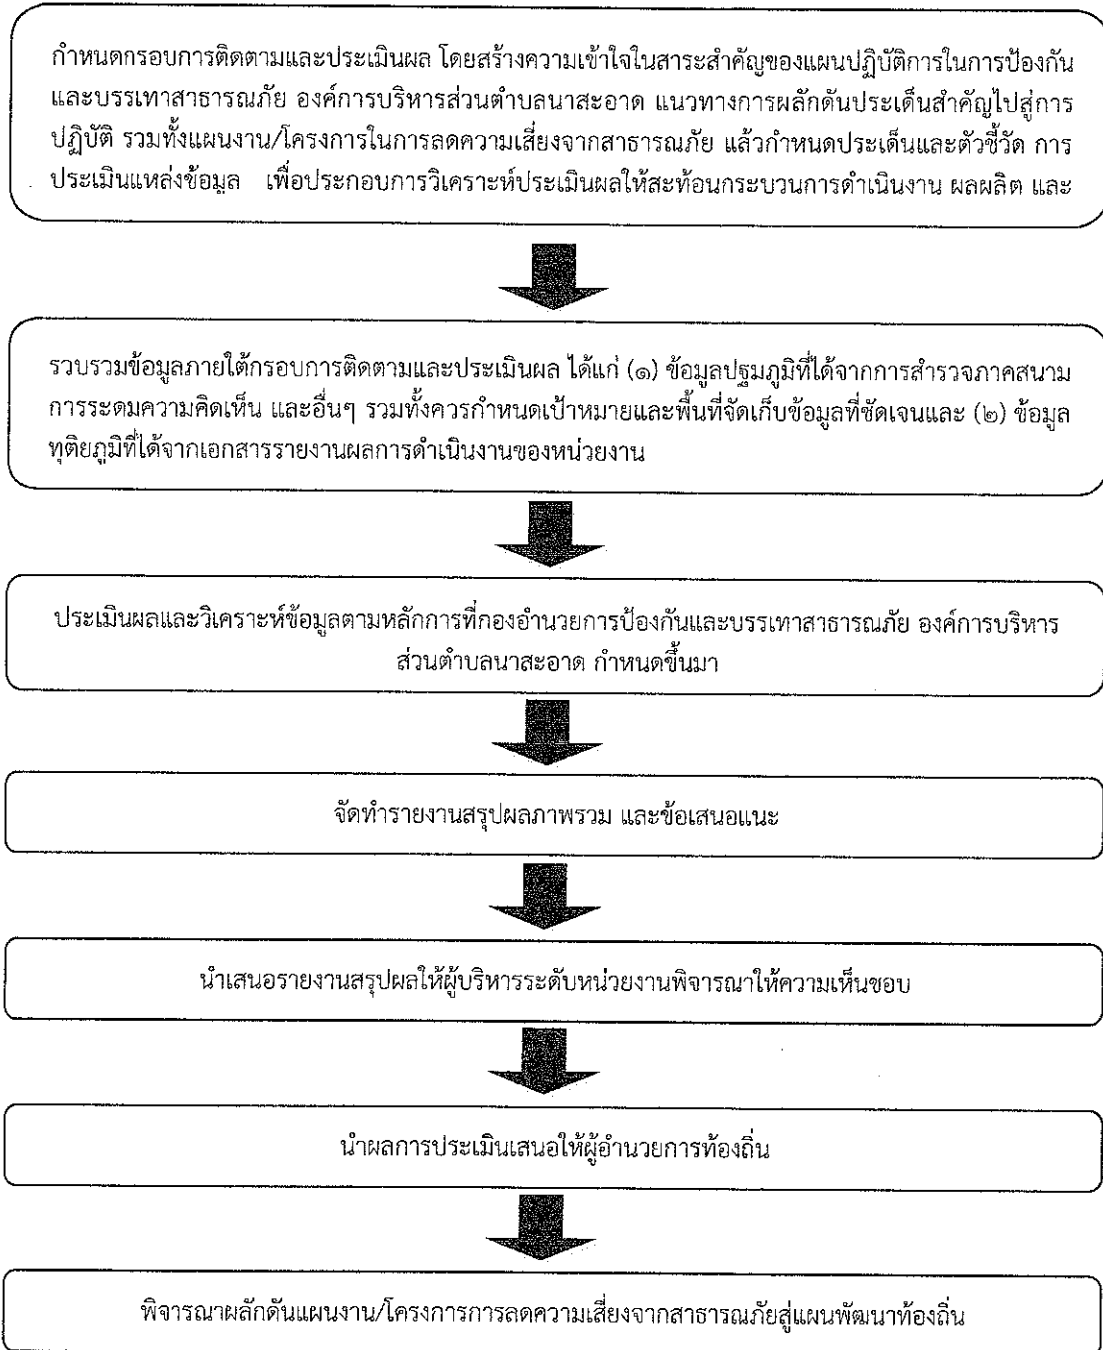 กำหนดกรอบการติดตามและประเมินผล โดยสร้างความเข้าใจในสาระสำคัญของแผนปฏิบัติการในการป้องกัน
และบรรเทาสาธารณภัย องค์การบริหารส่วนตำบลนาสะอาด แนวทางการผลักดันประเด็นสำคัญไปสู่การ
ปฏิบัติ รวมทั้งแผนงาน/โครงการในการลดความเสี่ยงจากสาธารณภัย แล้วกำหนดประเด็นและตัวชี้วัด การ
ประเมินแหล่งข้อมูล เพื่อประกอบการวิเคราะห์ประเมินผลให้สะท้อนกระบวนการดำเนินงาน ผลผลิต และ
รวบรวมข้อมูลภายใต้กรอบการติดตามและประเมินผล ได้แก่ (๑) ข้อมูลปฐมภูมิที่ได้จากการสำรวจภาคสนาม
การระดมความคิดเห็น และอื่นๆ รวมทั้งควรกำหนดเป้าหมายและพื้นที่จัดเก็บข้อมูลที่ชัดเจนและ (๒) ข้อมูล
ทุติยภูมิที่ได้จากเอกสารรายงานผลการดำเนินงานของหน่วยงาน
ประเมินผลและวิเคราะห์ข้อมูลตามหลักการที่กองอำนวยการป้องกันและบรรเทาสาธารณภัย องค์การบริหาร
ส่วนตำบลนาสะอาด กำหนดขึ้นมา
จัดทำรายงานสรุปผลภาพรวม และข้อเสนอแนะ
นำเสนอรายงานสรุปผลให้ผู้บริหารระดับหน่วยงานพิจารณาให้ความเห็นชอบ
นำผลการประเมินเสนอให้ผู้อำนวยการท้องถิ่น
พิจารณาผลักดันแผนงาน/โครงการการลดความเสี่ยงจากสาธารณภัยสู่แผนพัฒนาท้องถิ่น